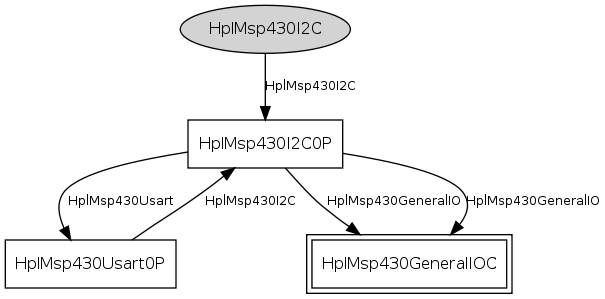 HplMsp430I2C
HplMsp430I2C
HplMsp430I2C0P
HplMsp430Usart
HplMsp430I2C
HplMsp430GeneralIO
HplMsp430GeneralIO
HplMsp430Usart0P
HplMsp430GeneralIOC